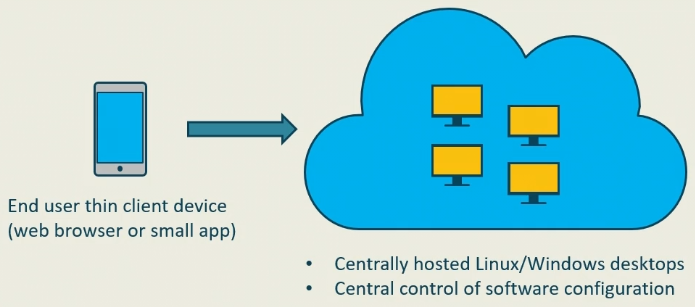 End user thin client device
(web browser or small app)
• Centrally hosted Linux/Windows desktops
• Central control of software configuration